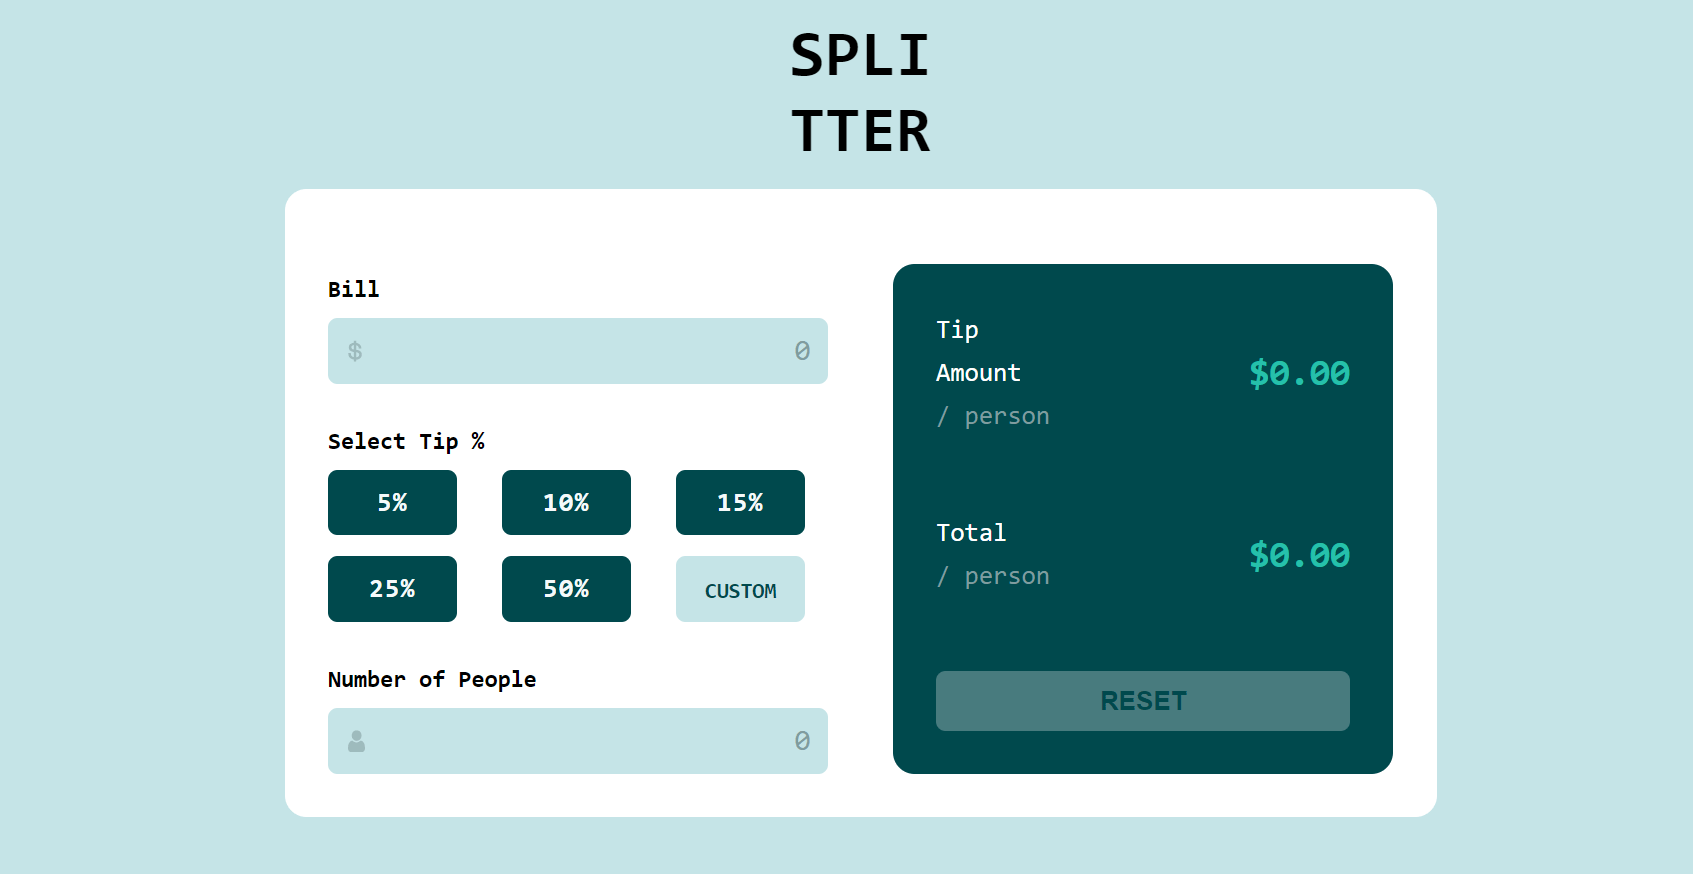 SPLI
TTER
Bill
$ 0
Select Tip %
5% 10% 15%
25% 50% CUSTOM
Number of People
0
Tip
Amount
/ person
$0.00
Total
/ person
$0.00
RESET